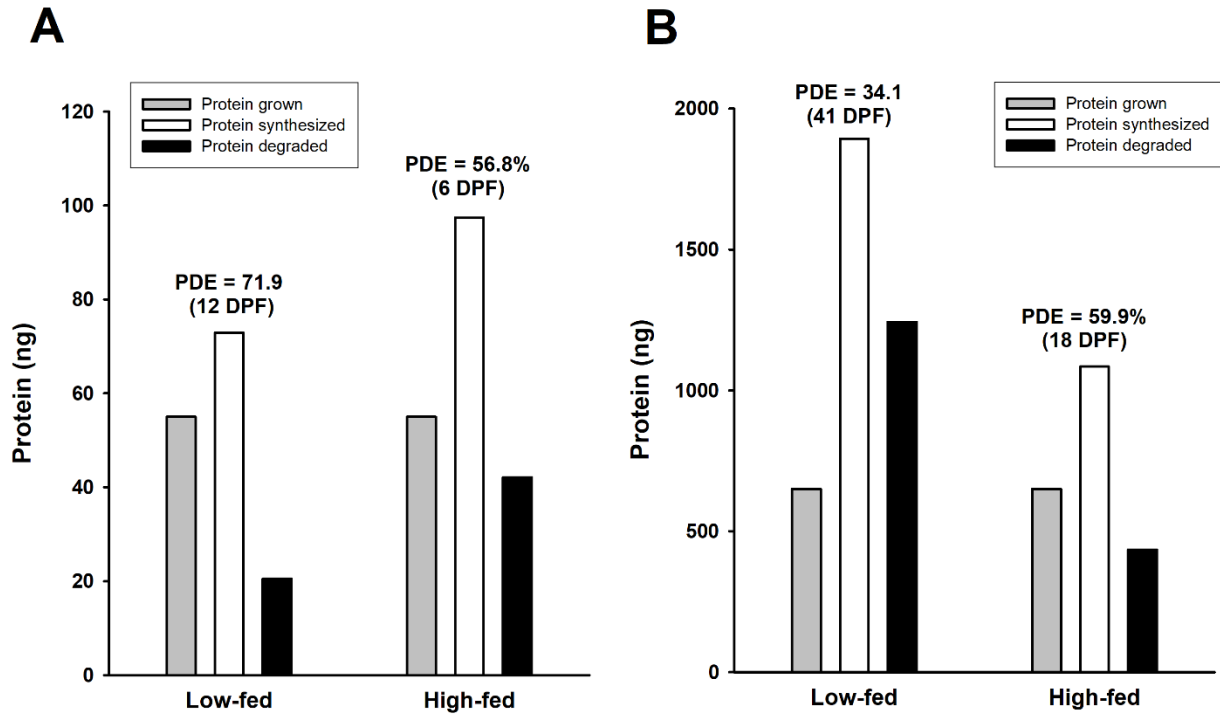 A
Protein grown
Protein synthesized
Protein degraded
PDE = 71.9
(12 DPF)
PDE = 56.8%
(6 DPF)
Protein (ng)
120
100
80
60
40
20
0
Low-fed
High-fed
B
Protein grown
Protein synthesized
Protein degraded
PDE = 34.1
(41 DPF)
PDE = 59.9%
(18 DPF)
Protein (ng)
2000
1500
1000
500
0
Low-fed
High-fed